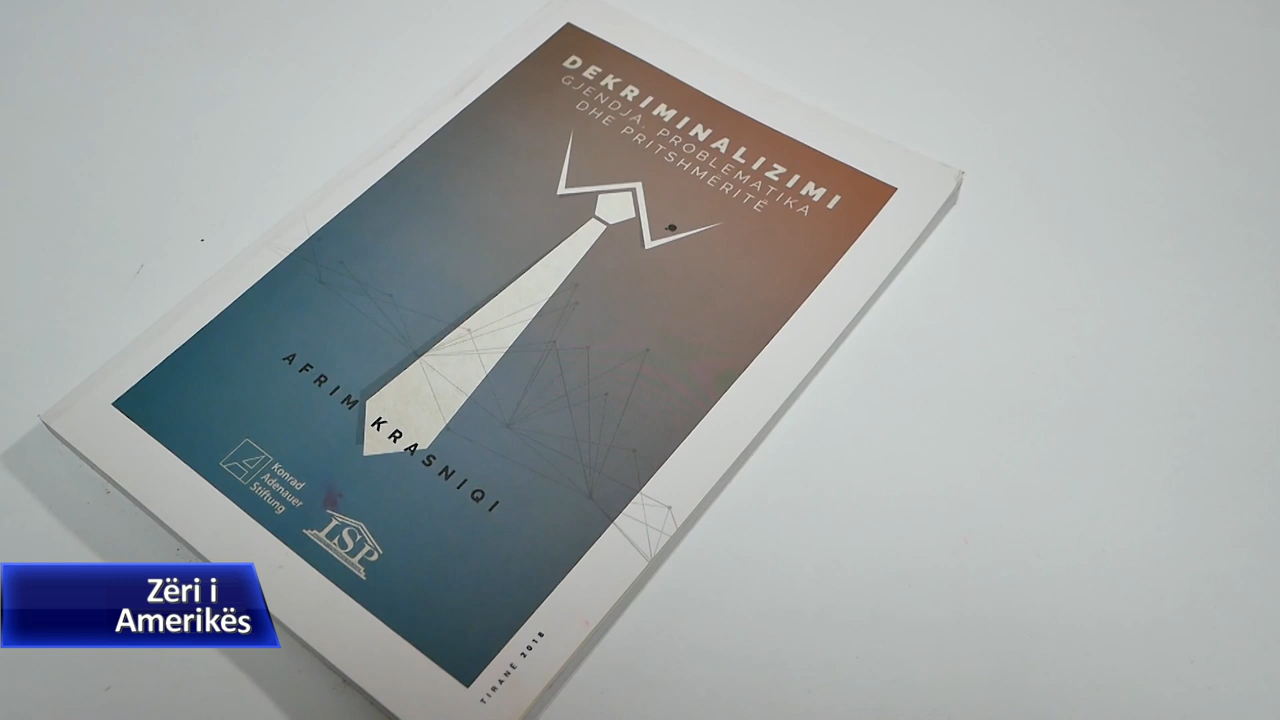 DEKRIMINALIZIMI
GJENDJA, PROBLEMATIKA
DHE PRITSHMËRITË
AFRIM KRASNIQI
Konrad
Adenauer
Stiftung
ISP
TIRANË 2018
Zëri i
Amerikës